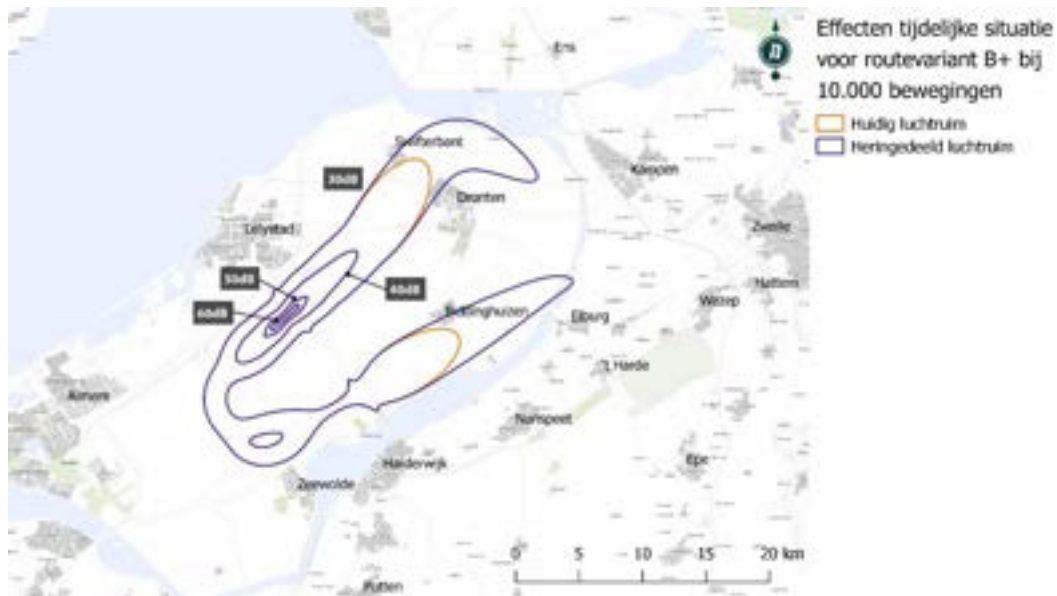 Effecten tijdelijke situatie
voor routevariant B+ bij
10.000 bewegingen
Huidig luchtruim
Heringedeeld luchtruim
Ens
Swifterbant
30dB
Kampen
Dronten
Lelystad
Zwolle
50dB
40dB
Hattem
60dB
Wezep
Biddinghuizen
Elburg
't Harde
Almere
Nunspeet
Harderwijk
Epe
Zeewolde
0 5 10 15 20 km
Putten